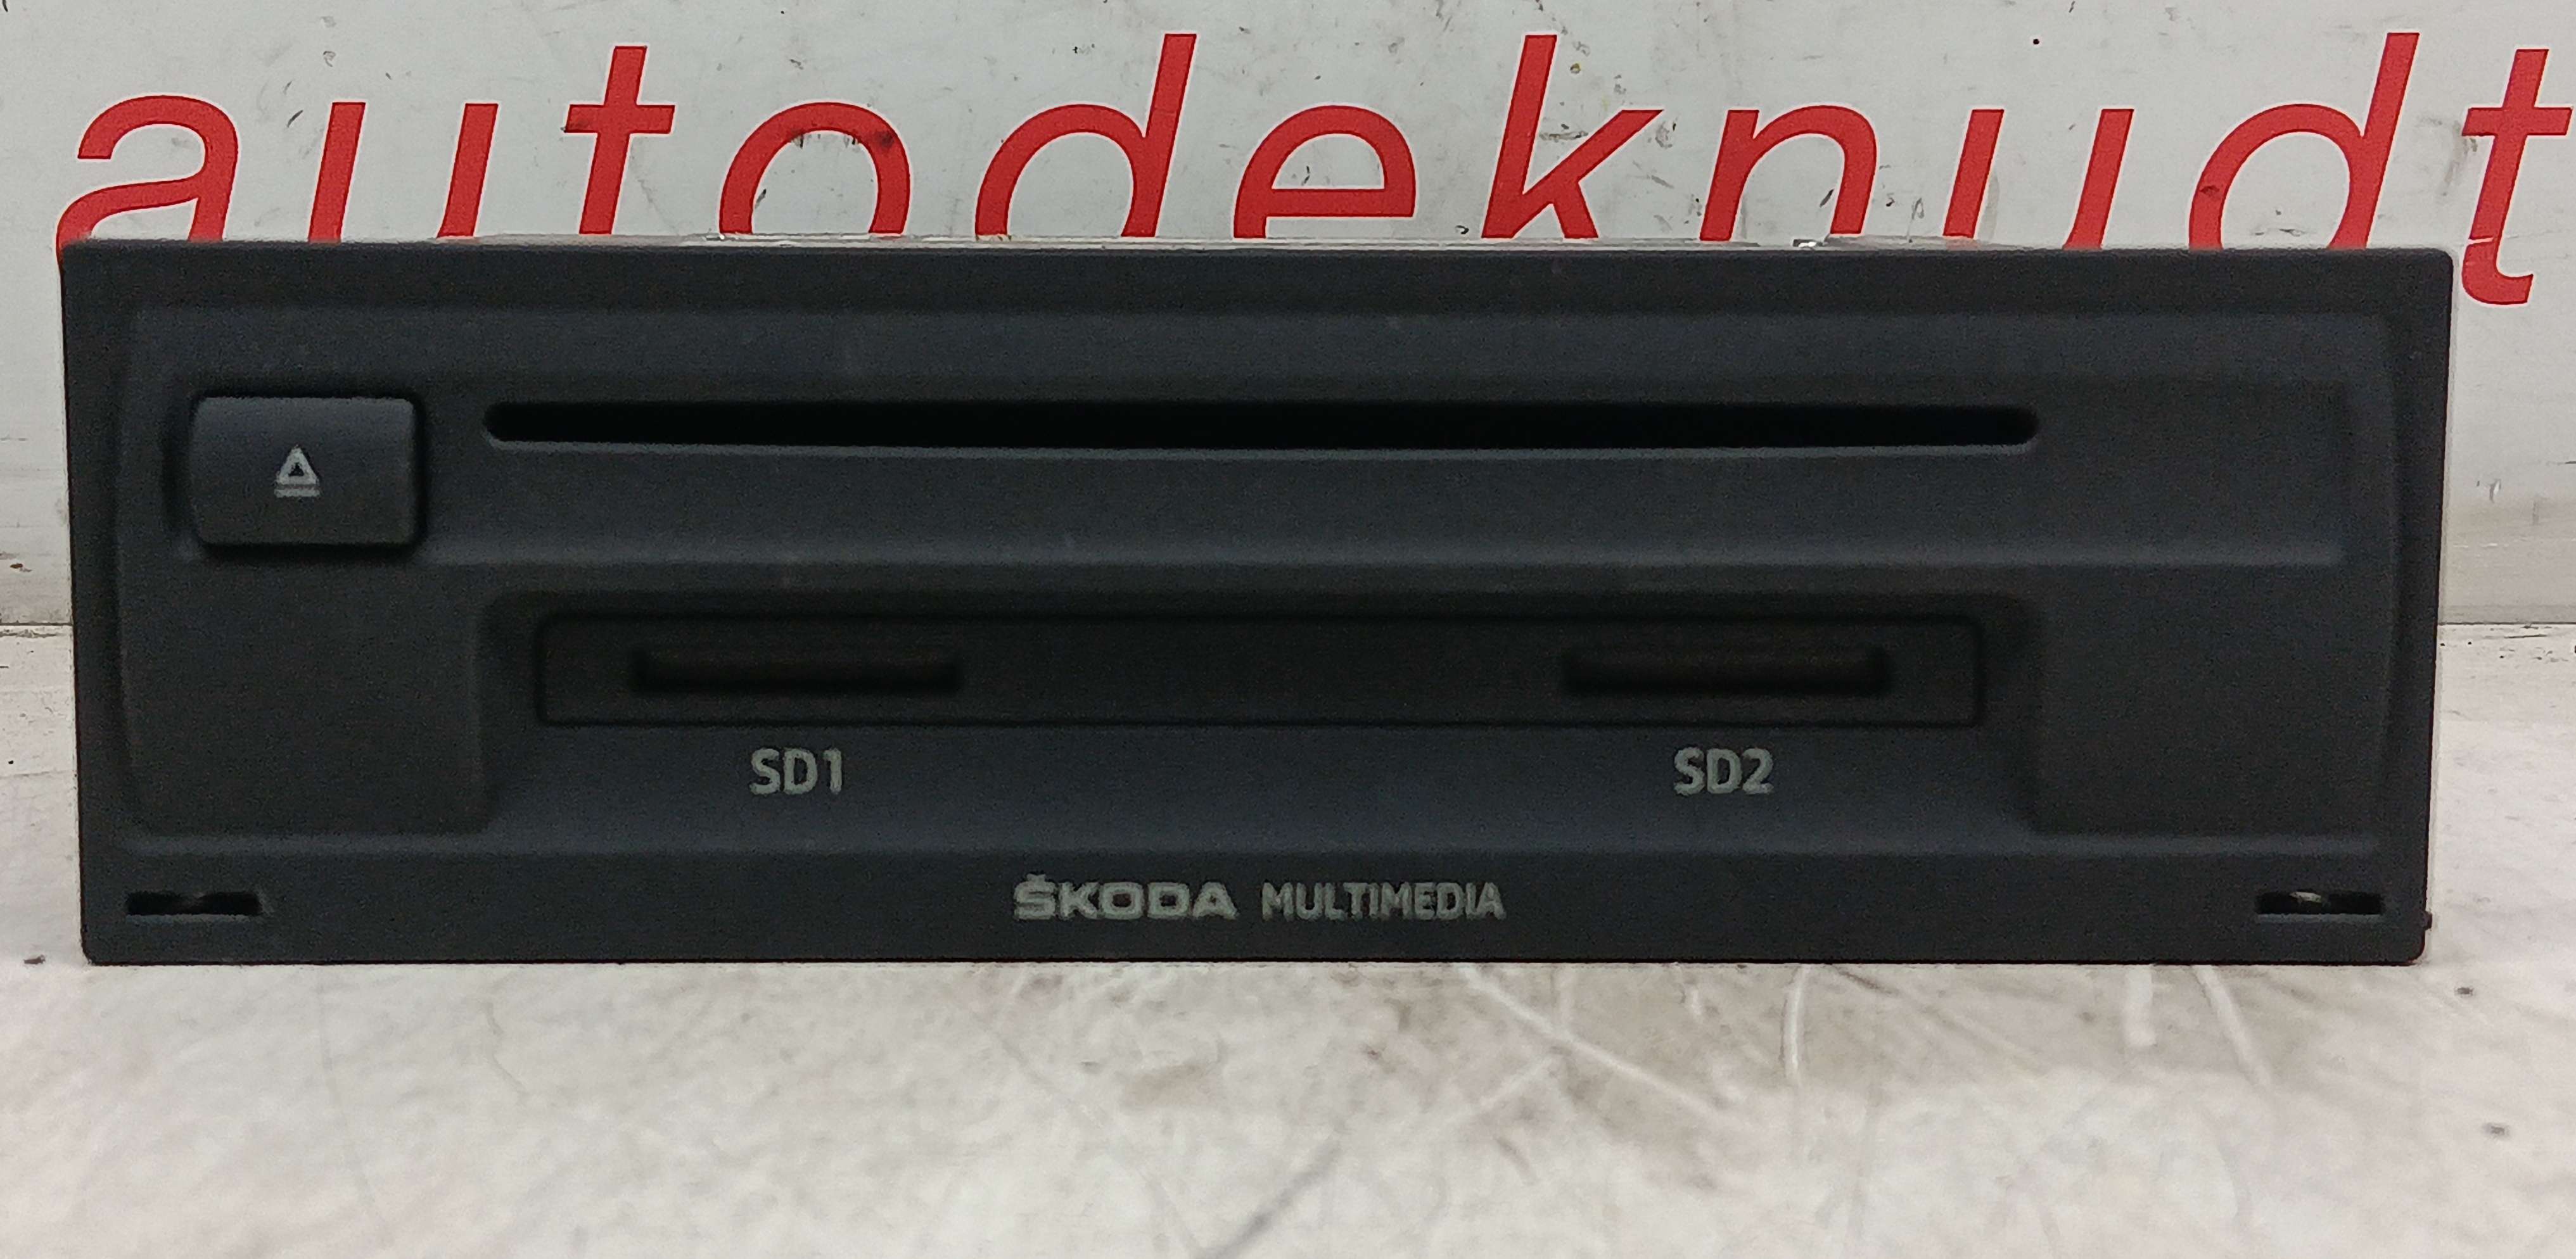 autodeknudt
SD1 SD2
ŠKODA MULTIMEDIA